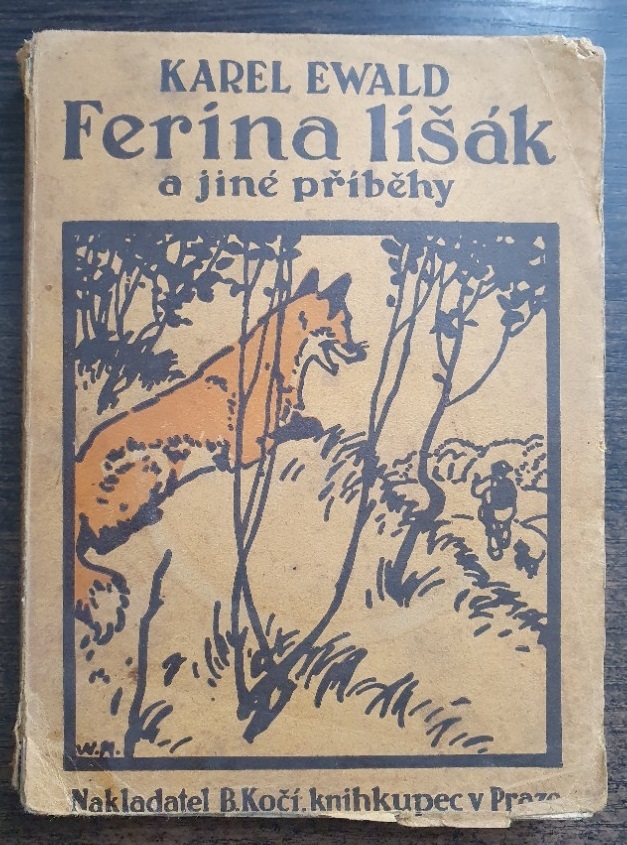 KAREL EWALD
Ferina lišák
a jiné příběhy
W.M.
Nakladatel B.Kočí, knihkupec v Praze